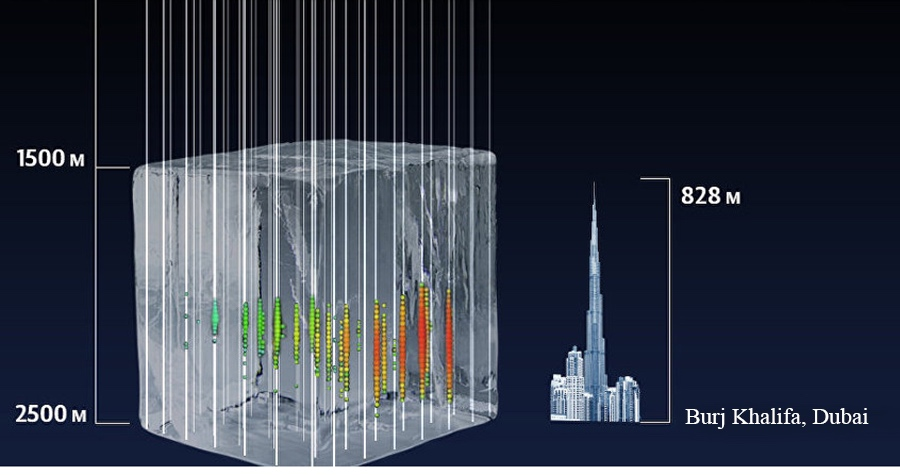 1500 м
828 м
2500 м
Burj Khalifa, Dubai